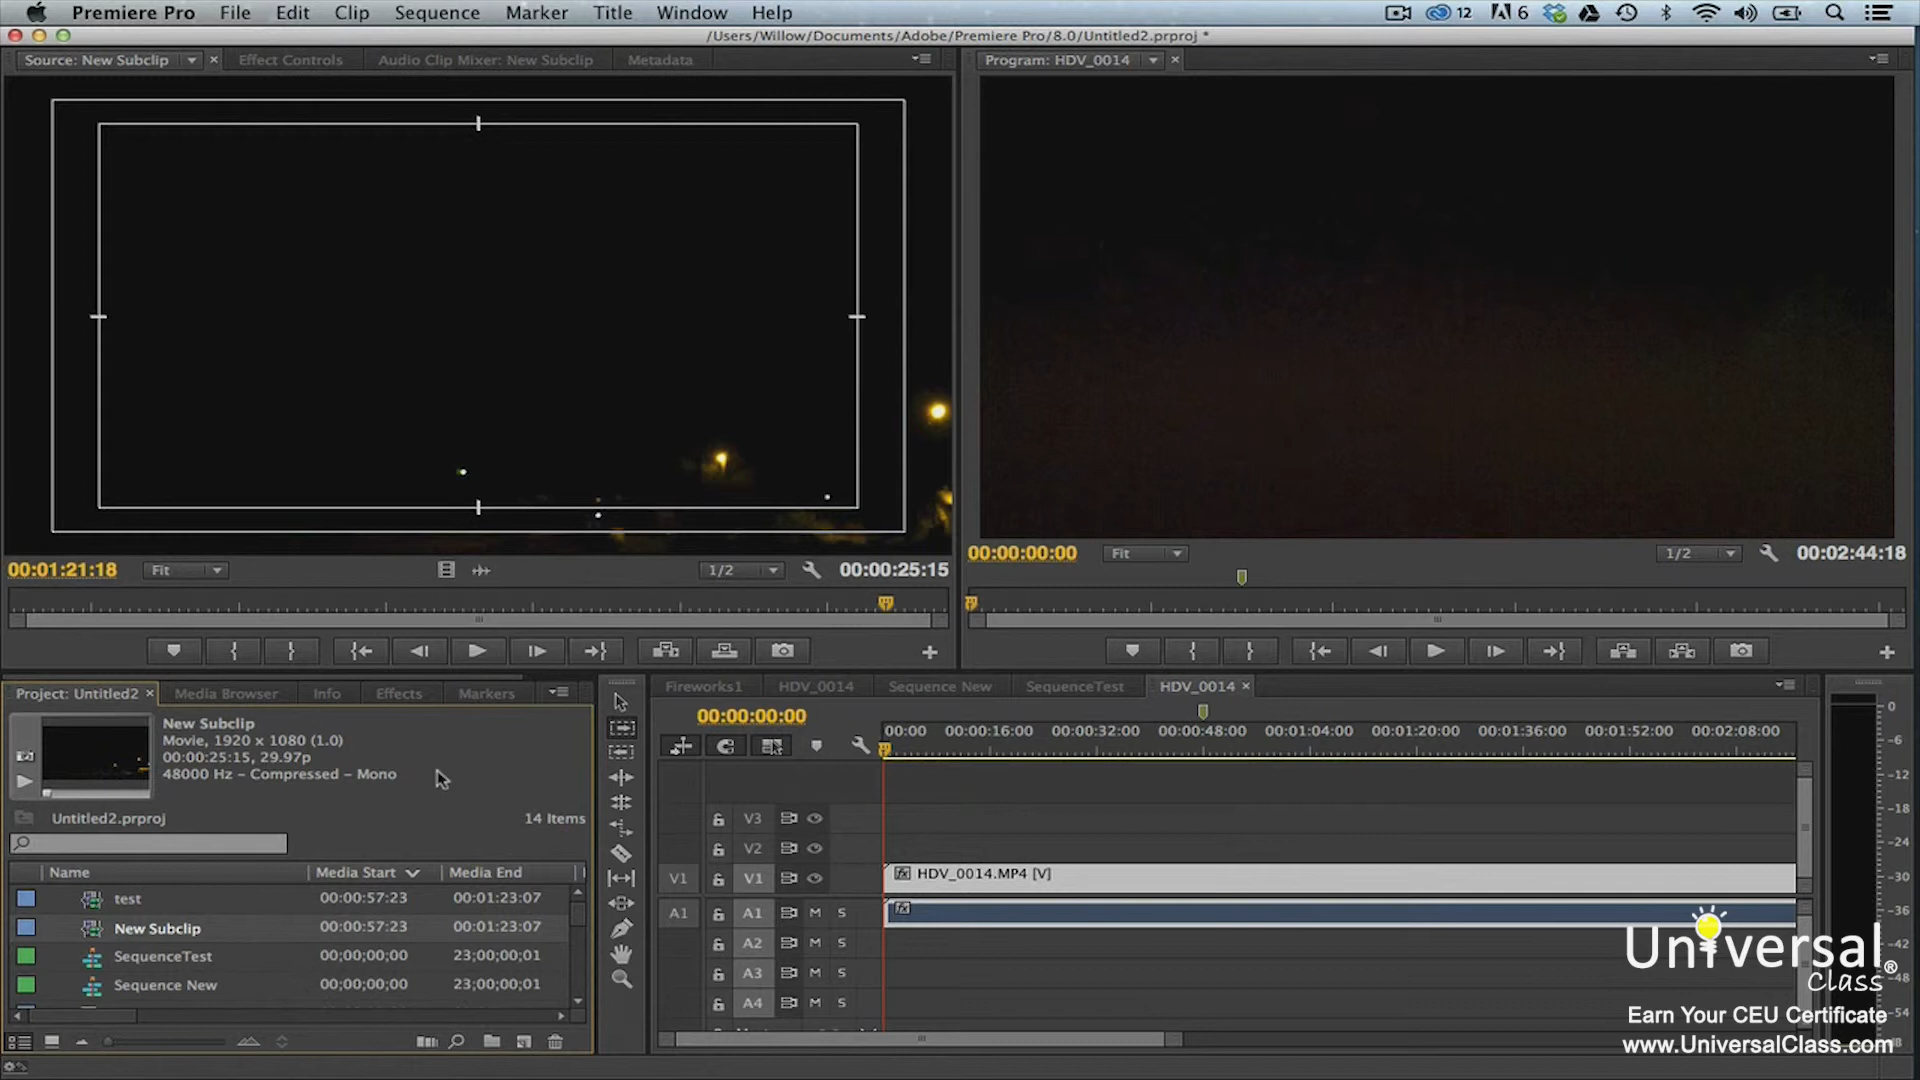 Premiere Pro File Edit Clip Sequence Marker Title Window Help 12 6
/Users/Willow/Documents/Adobe/Premiere Pro/8.0/Untitled2.prproj *
Source: New Subclip Effect Controls Audio Clip Mixer: New Subclip Metadata
Program: HDV_0014
00:01:21:18 Fit 1/2 00:00:25:15
00:00:00:00 Fit 1/2 00:02:44:18
Project: Untitled2 Media Browser Info Effects Markers
New Subclip
Movie, 1920 x 1080 (1.0)
00:00:25:15, 29.97p
48000 Hz - Compressed - Mono
Untitled2.prproj 14 Items
Name Media Start Media End
test 00:00:57:23 00:01:23:07
New Subclip 00:00:57:23 00:01:23:07
SequenceTest 00;00;00;00 23;00;00;01
Sequence New 00;00;00;00 23;00;00;01
Fireworks1 HDV_0014 Sequence New SequenceTest HDV_0014
00:00:00:00
00:00 00:00:16:00 00:00:32:00 00:00:48:00 00:01:04:00 00:01:20:00 00:01:36:00 00:01:52:00 00:02:08:00
V3
V2
V1 V1 fx HDV_0014.MP4 [V]
A1 A1 M S fx
A2 M S
A3 M S
A4 M S
0
-6
-12
-18
-24
-30
-36
-42
-48
-54
Universal
Class ®
Earn Your CEU Certificate
www.UniversalClass.com